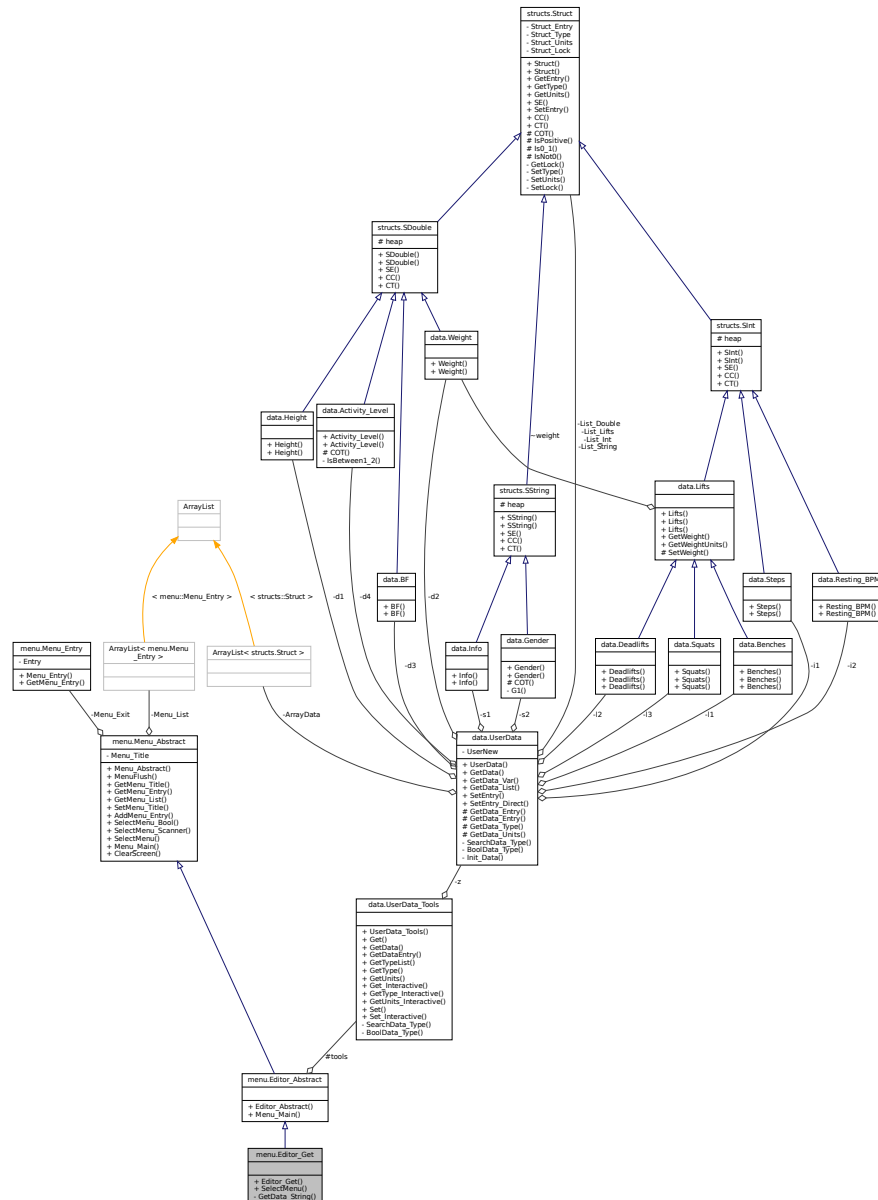 structs.Struct
- Struct_Entry
- Struct_Type
- Struct_Units
- Struct_Lock
+ Struct()
+ Struct()
+ GetEntry()
+ GetType()
+ GetUnits()
+ SE()
+ SetEntry()
+ CC()
+ CT()
# COT()
# IsPositive()
# Is0_1()
# IsNot0()
- GetLock()
- SetType()
- SetUnits()
- SetLock()
structs.SDouble
# heap
+ SDouble()
+ SDouble()
+ SE()
+ CC()
+ CT()
structs.SInt
# heap
+ SInt()
+ SInt()
+ SE()
+ CC()
+ CT()
data.Weight
+ Weight()
+ Weight()
data.Height
+ Height()
+ Height()
data.Activity_Level
+ Activity_Level()
+ Activity_Level()
# COT()
- IsBetween1_2()
~weight
-List_Double
-List_Lifts
-List_Int
-List_String
structs.SString
# heap
+ SString()
+ SString()
+ SE()
+ CC()
+ CT()
data.Lifts
+ Lifts()
+ Lifts()
+ Lifts()
+ GetWeight()
+ GetWeightUnits()
# SetWeight()
ArrayList
data.BF
+ BF()
+ BF()
data.Steps
+ Steps()
+ Steps()
data.Resting_BPM
+ Resting_BPM()
+ Resting_BPM()
< menu::Menu_Entry >
< structs::Struct >
-d1
-d4
-d2
menu.Menu_Entry
- Entry
+ Menu_Entry()
+ GetMenu_Entry()
ArrayList< menu.Menu
_Entry >
ArrayList< structs.Struct >
-d3
data.Info
+ Info()
+ Info()
data.Gender
+ Gender()
+ Gender()
# COT()
- G1()
data.Deadlifts
+ Deadlifts()
+ Deadlifts()
+ Deadlifts()
data.Squats
+ Squats()
+ Squats()
+ Squats()
data.Benches
+ Benches()
+ Benches()
+ Benches()
-i1
-i2
-Menu_Exit
-Menu_List
-ArrayData
-s1
-s2
-l2
-l3
-l1
menu.Menu_Abstract
- Menu_Title
+ Menu_Abstract()
+ MenuFlush()
+ GetMenu_Title()
+ GetMenu_Entry()
+ GetMenu_List()
+ SetMenu_Title()
+ AddMenu_Entry()
+ SelectMenu_Bool()
+ SelectMenu_Scanner()
+ SelectMenu()
+ Menu_Main()
+ ClearScreen()
data.UserData
- UserNew
+ UserData()
+ GetData()
+ GetData_Var()
+ GetData_List()
+ SetEntry()
+ SetEntry_Direct()
# GetData_Entry()
# GetData_Entry()
# GetData_Type()
# GetData_Units()
- SearchData_Type()
- BoolData_Type()
- Init_Data()
-z
data.UserData_Tools
+ UserData_Tools()
+ Get()
+ GetData()
+ GetDataEntry()
+ GetTypeList()
+ GetType()
+ GetUnits()
+ Get_Interactive()
+ GetType_Interactive()
+ GetUnits_Interactive()
+ Set()
+ Set_Interactive()
- SearchData_Type()
- BoolData_Type()
#tools
menu.Editor_Abstract
+ Editor_Abstract()
+ Menu_Main()
menu.Editor_Get
+ Editor_Get()
+ SelectMenu()
- GetData_String()